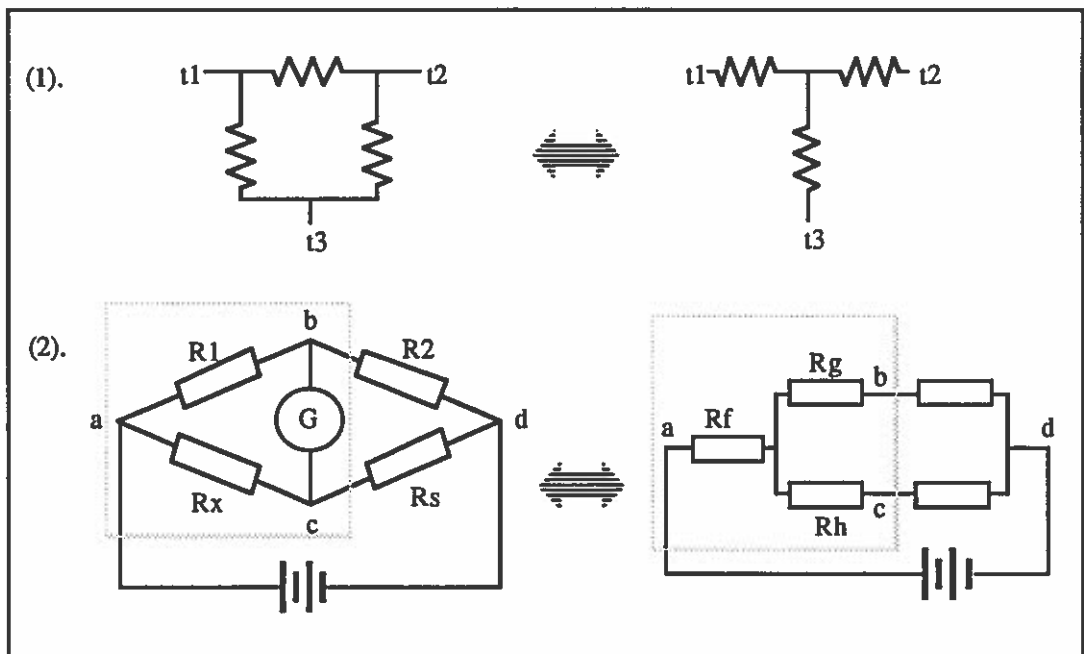 (1).
t1 t2 t1 t2
t3 t3
(2).
b
R1 R2
a G d
Rx Rs
c
Rg b
a Rf d
Rh c